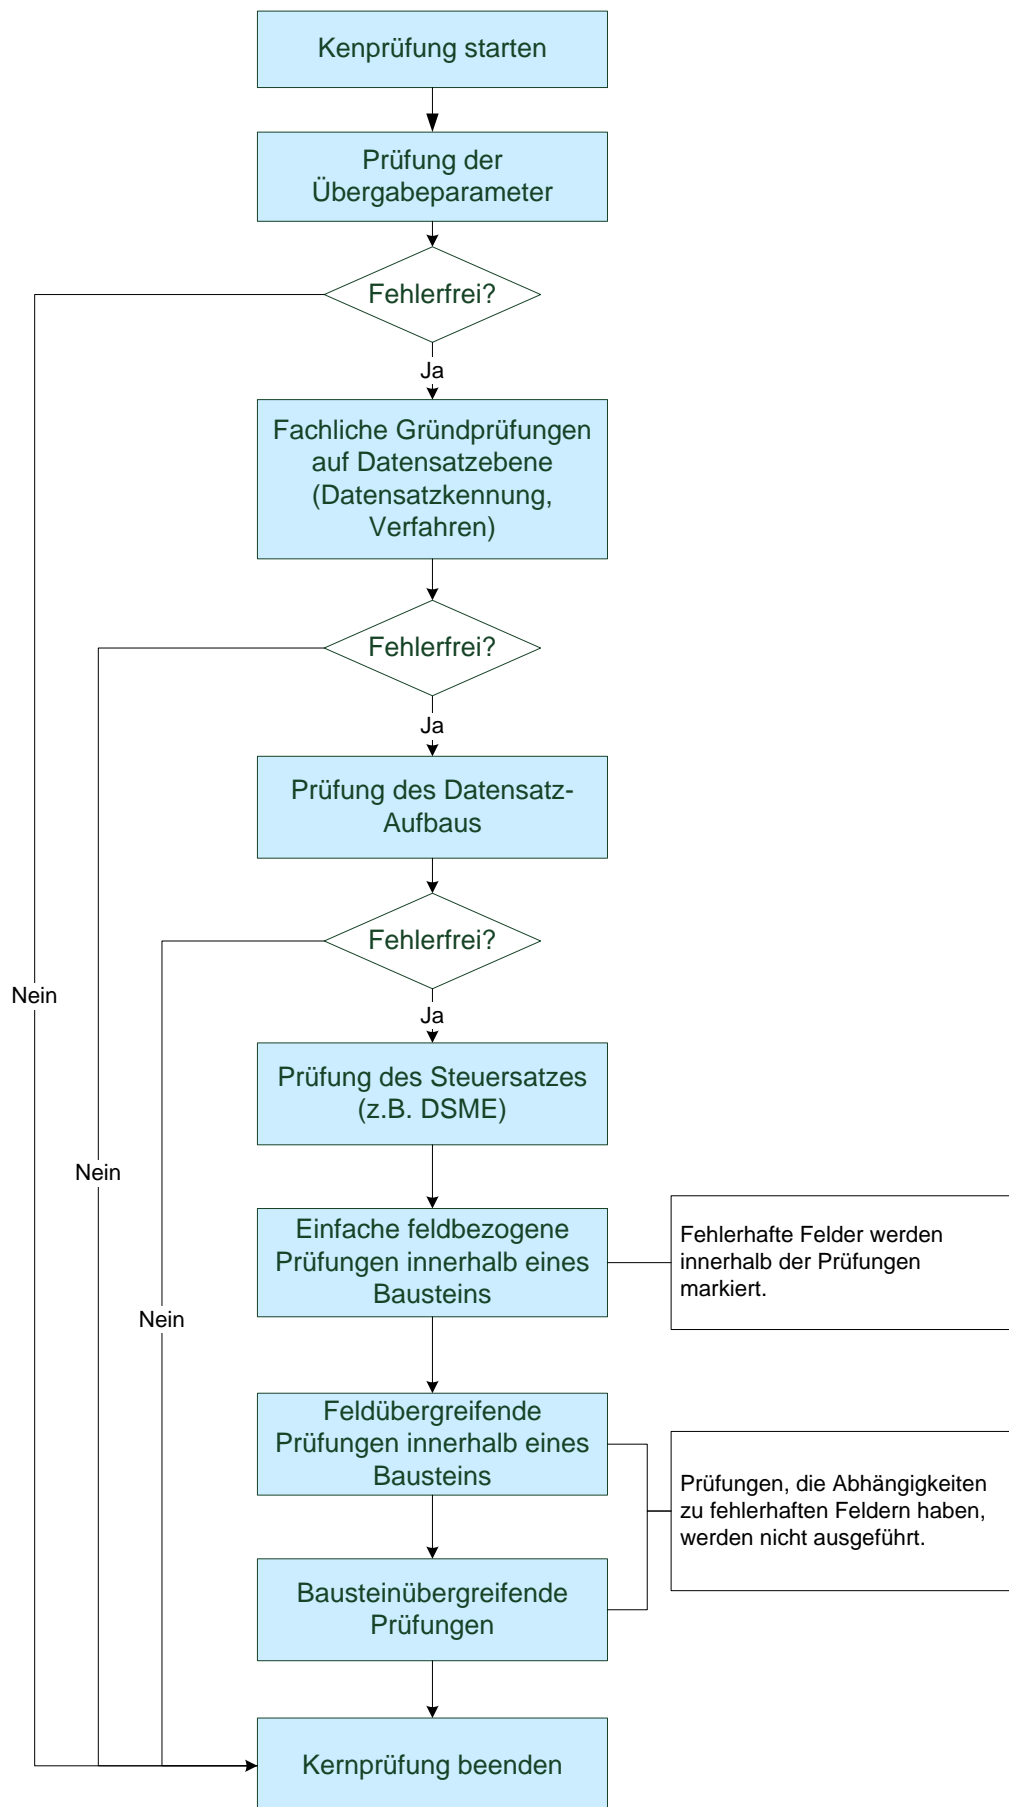 Kenprüfung starten
Prüfung der
Übergabeparameter
Fehlerfrei?
Ja
Fachliche Gründprüfungen
auf Datensatzebene
(Datensatzkennung,
Verfahren)
Fehlerfrei?
Ja
Prüfung des Datensatz-
Aufbaus
Fehlerfrei?
Nein
Ja
Prüfung des Steuersatzes
(z.B. DSME)
Nein
Einfache feldbezogene
Prüfungen innerhalb eines
Bausteins
Fehlerhafte Felder werden
innerhalb der Prüfungen
markiert.
Nein
Feldübergreifende
Prüfungen innerhalb eines
Bausteins
Prüfungen, die Abhängigkeiten
zu fehlerhaften Feldern haben,
werden nicht ausgeführt.
Bausteinübergreifende
Prüfungen
Kernprüfung beenden